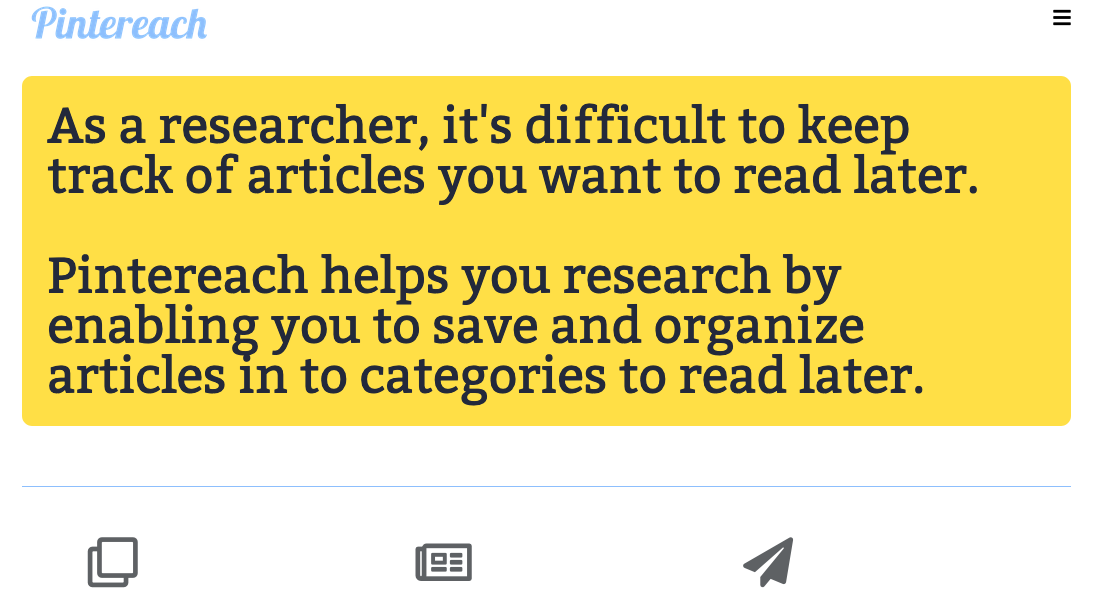 Pintereach
As a researcher, it's difficult to keep
track of articles you want to read later.
Pintereach helps you research by
enabling you to save and organize
articles in to categories to read later.